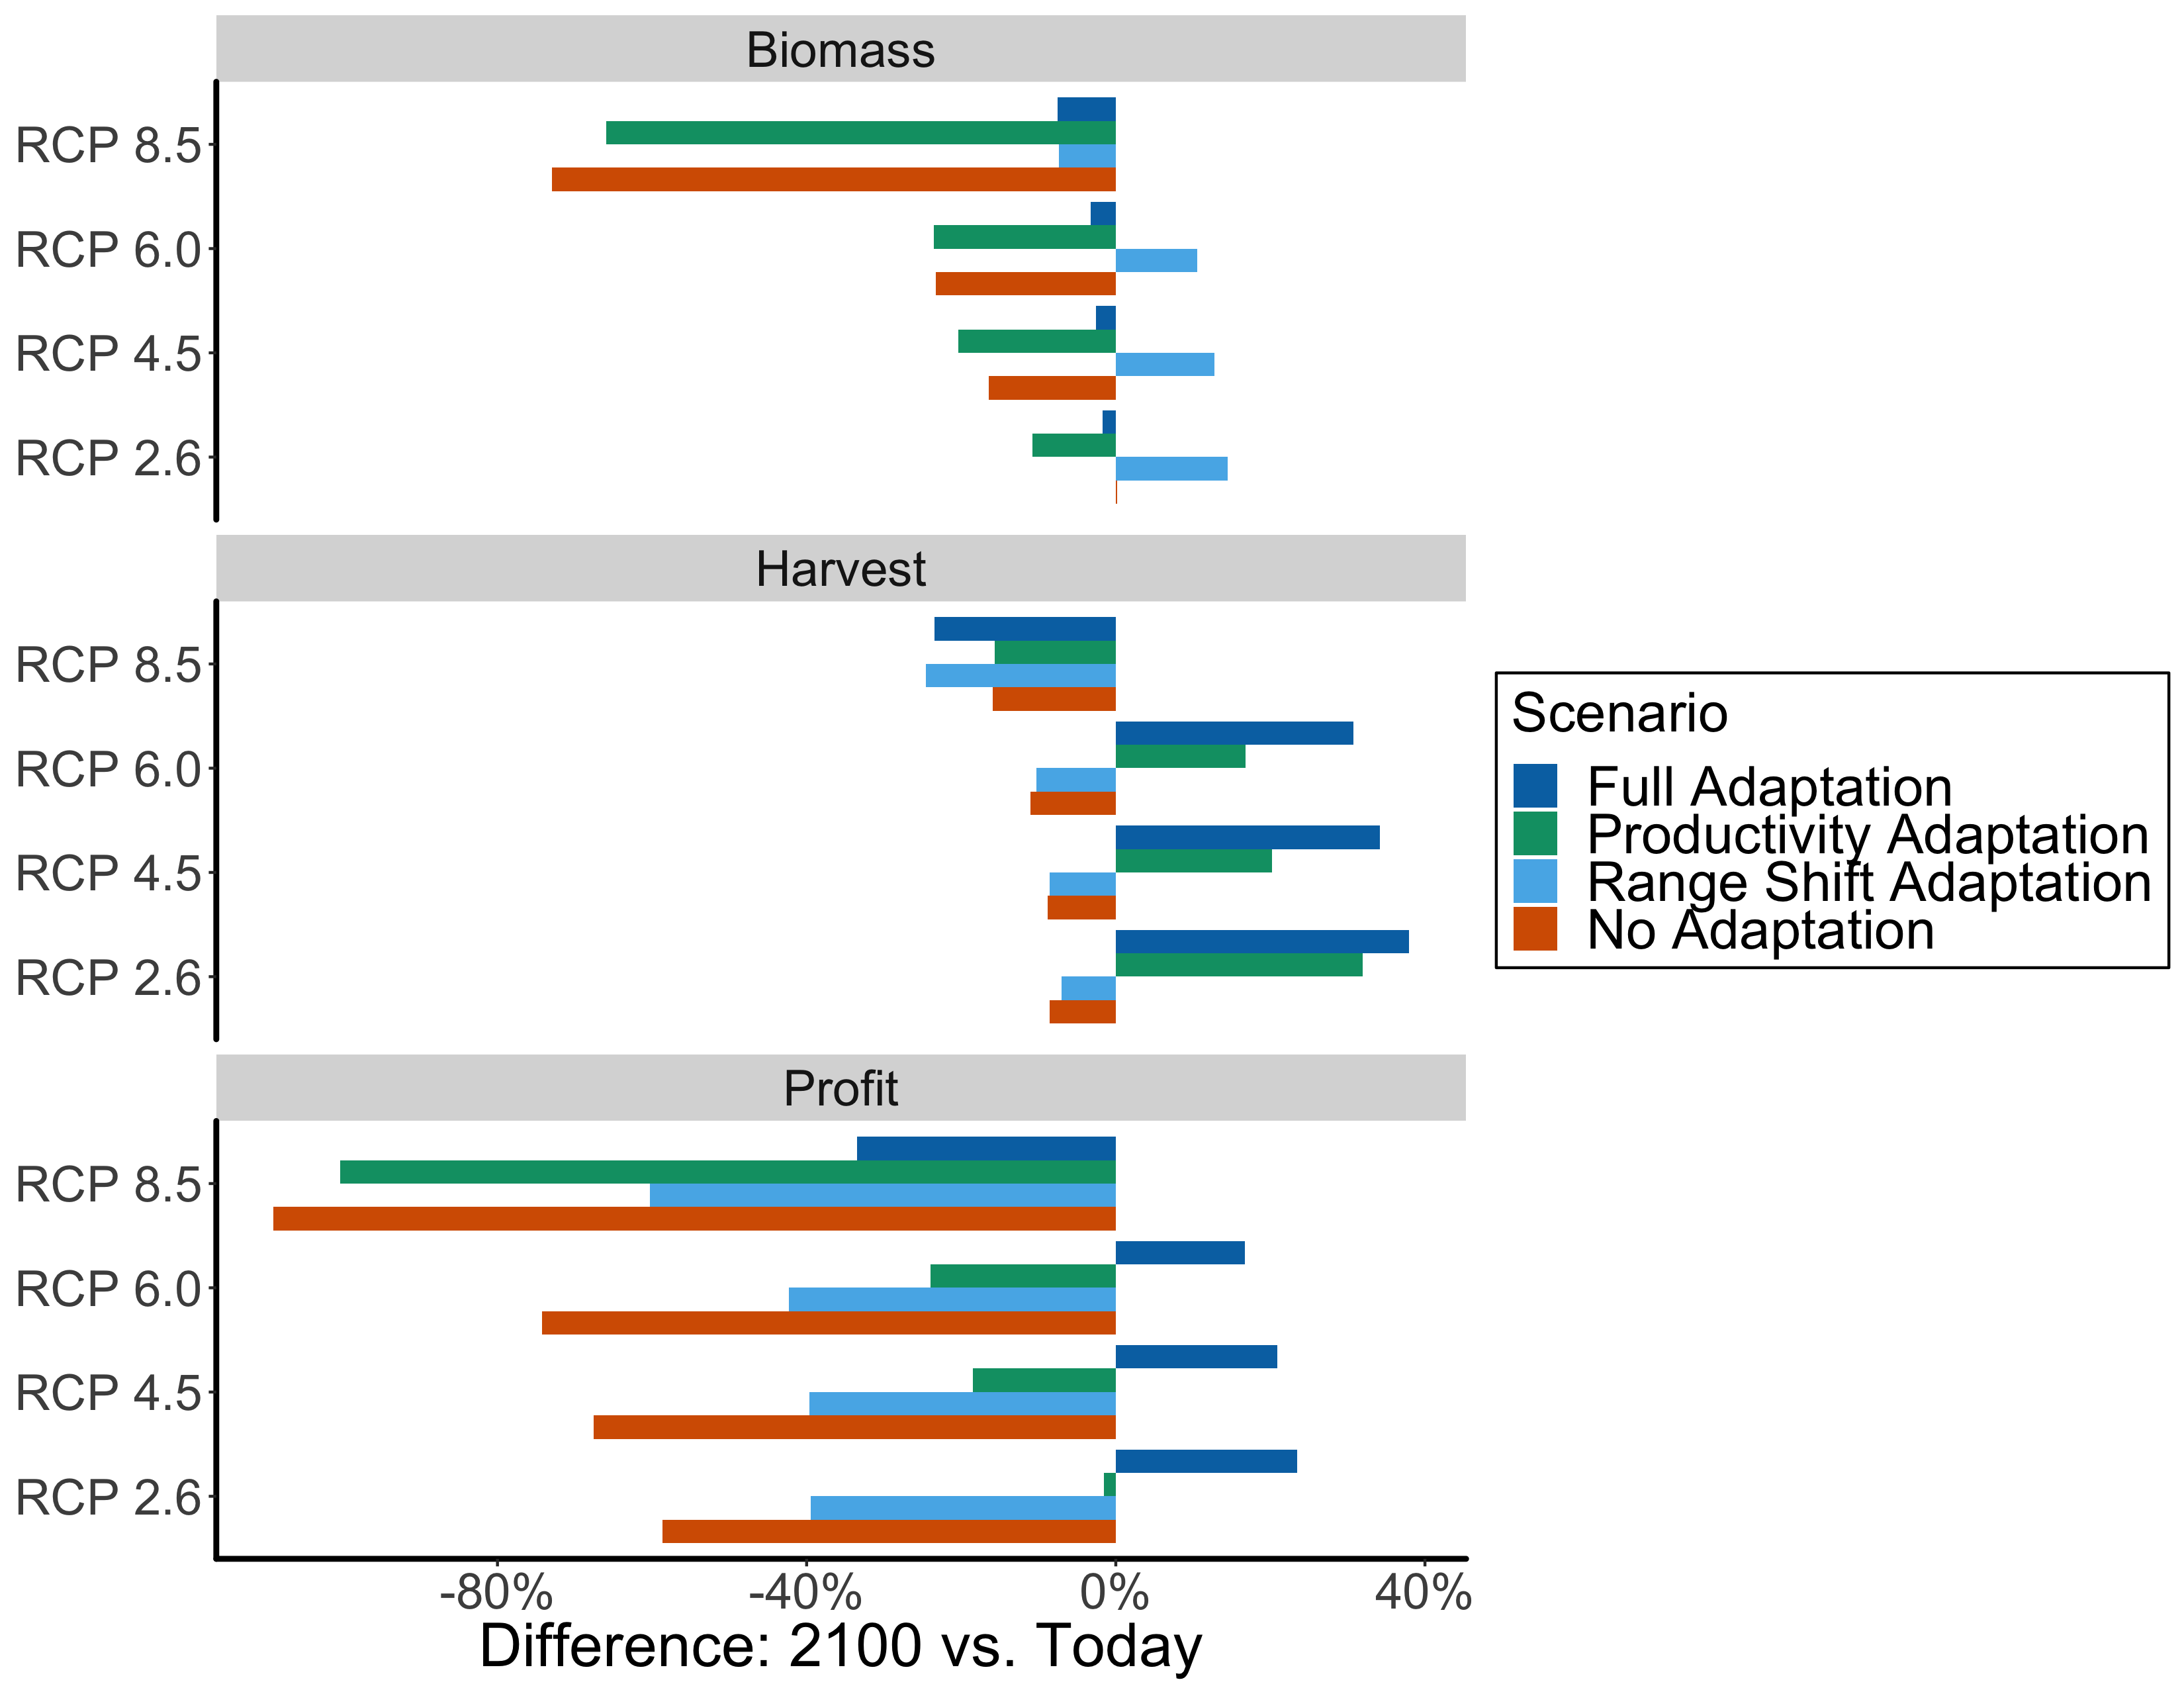 Biomass
RCP 8.5
RCP 6.0
RCP 4.5
RCP 2.6
Harvest
RCP 8.5
RCP 6.0
RCP 4.5
RCP 2.6
Profit
RCP 8.5
RCP 6.0
RCP 4.5
RCP 2.6
-80% -40% 0% 40%
Difference: 2100 vs. Today
Scenario
Full Adaptation
Productivity Adaptation
Range Shift Adaptation
No Adaptation